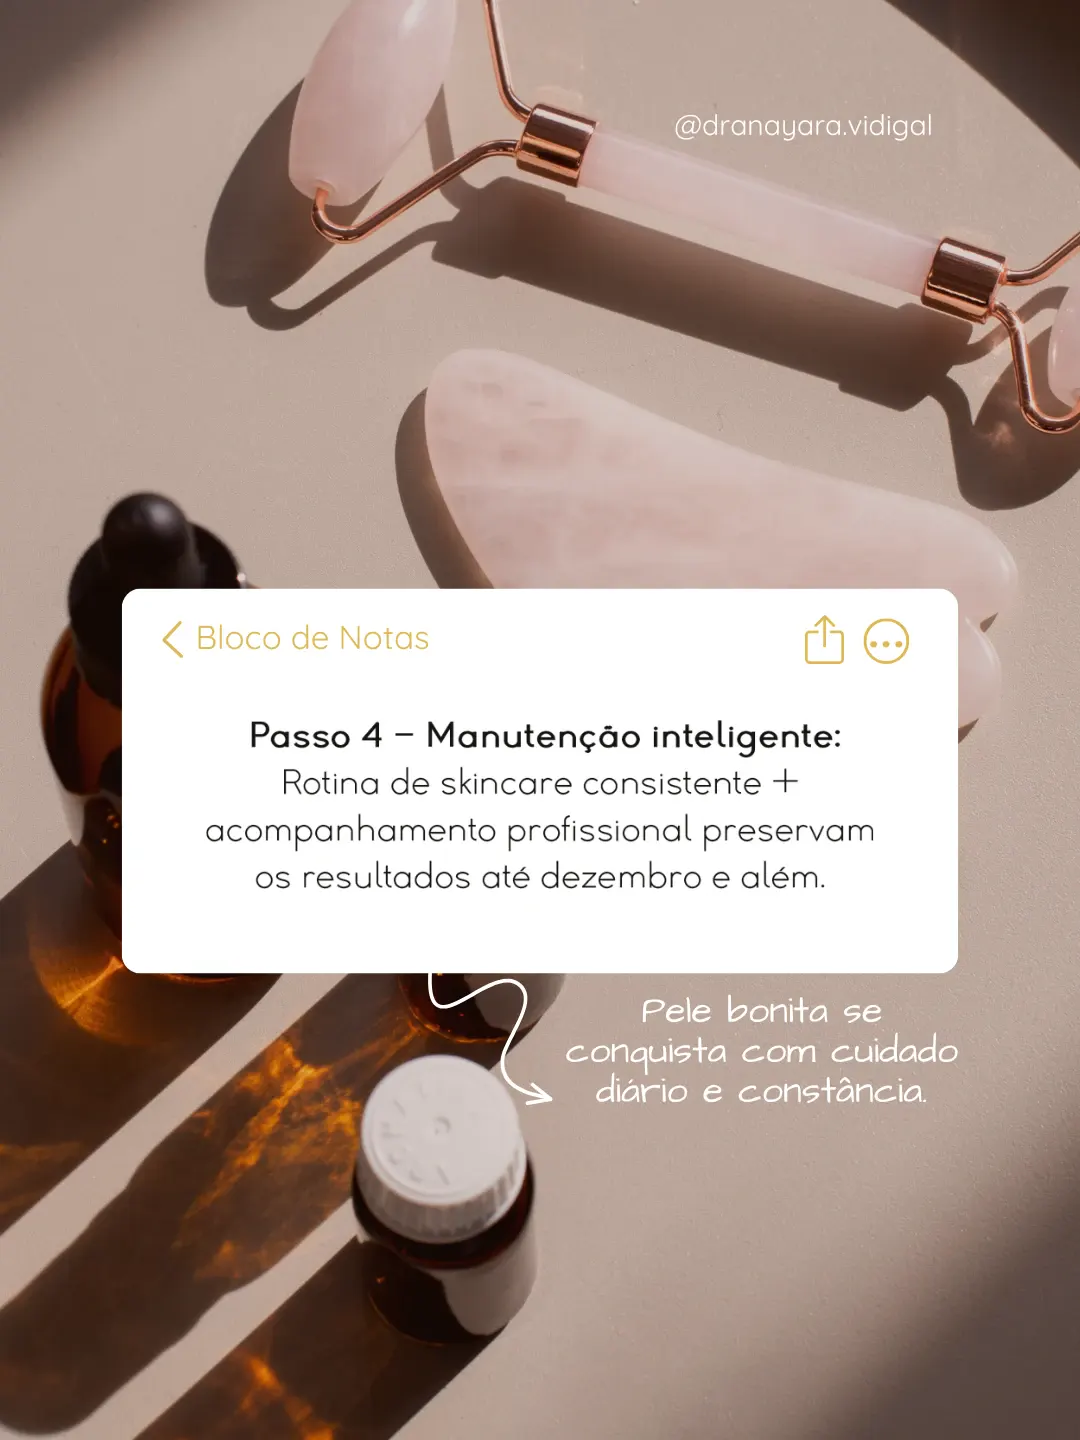 @dranayara.vidigal
Bloco de Notas
Passo 4 – Manutenção inteligente:
Rotina de skincare consistente +
acompanhamento profissional preservam
os resultados até dezembro e além.
Pele bonita se
conquista com cuidado
diário e constância.